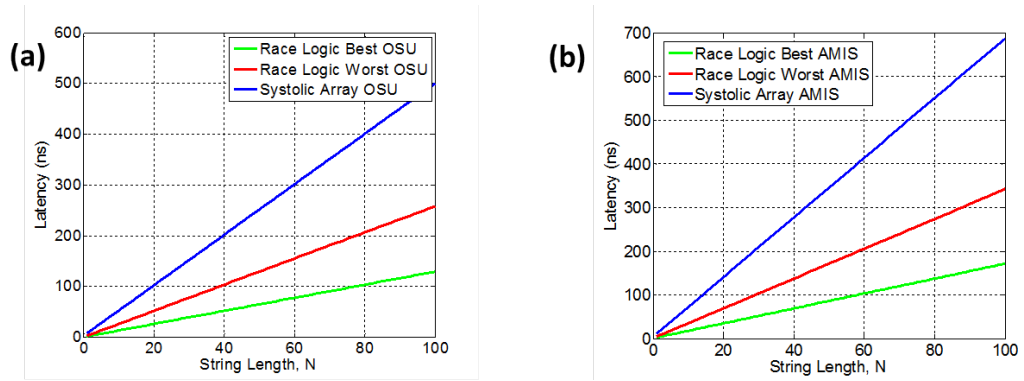 (a)
600
500
400
300
200
100
0
0 20 40 60 80 100
Latency (ns)
String Length, N
Race Logic Best OSU
Race Logic Worst OSU
Systolic Array OSU
(b)
700
600
500
400
300
200
100
0
0 20 40 60 80 100
Latency (ns)
String Length, N
Race Logic Best AMIS
Race Logic Worst AMIS
Systolic Array AMIS